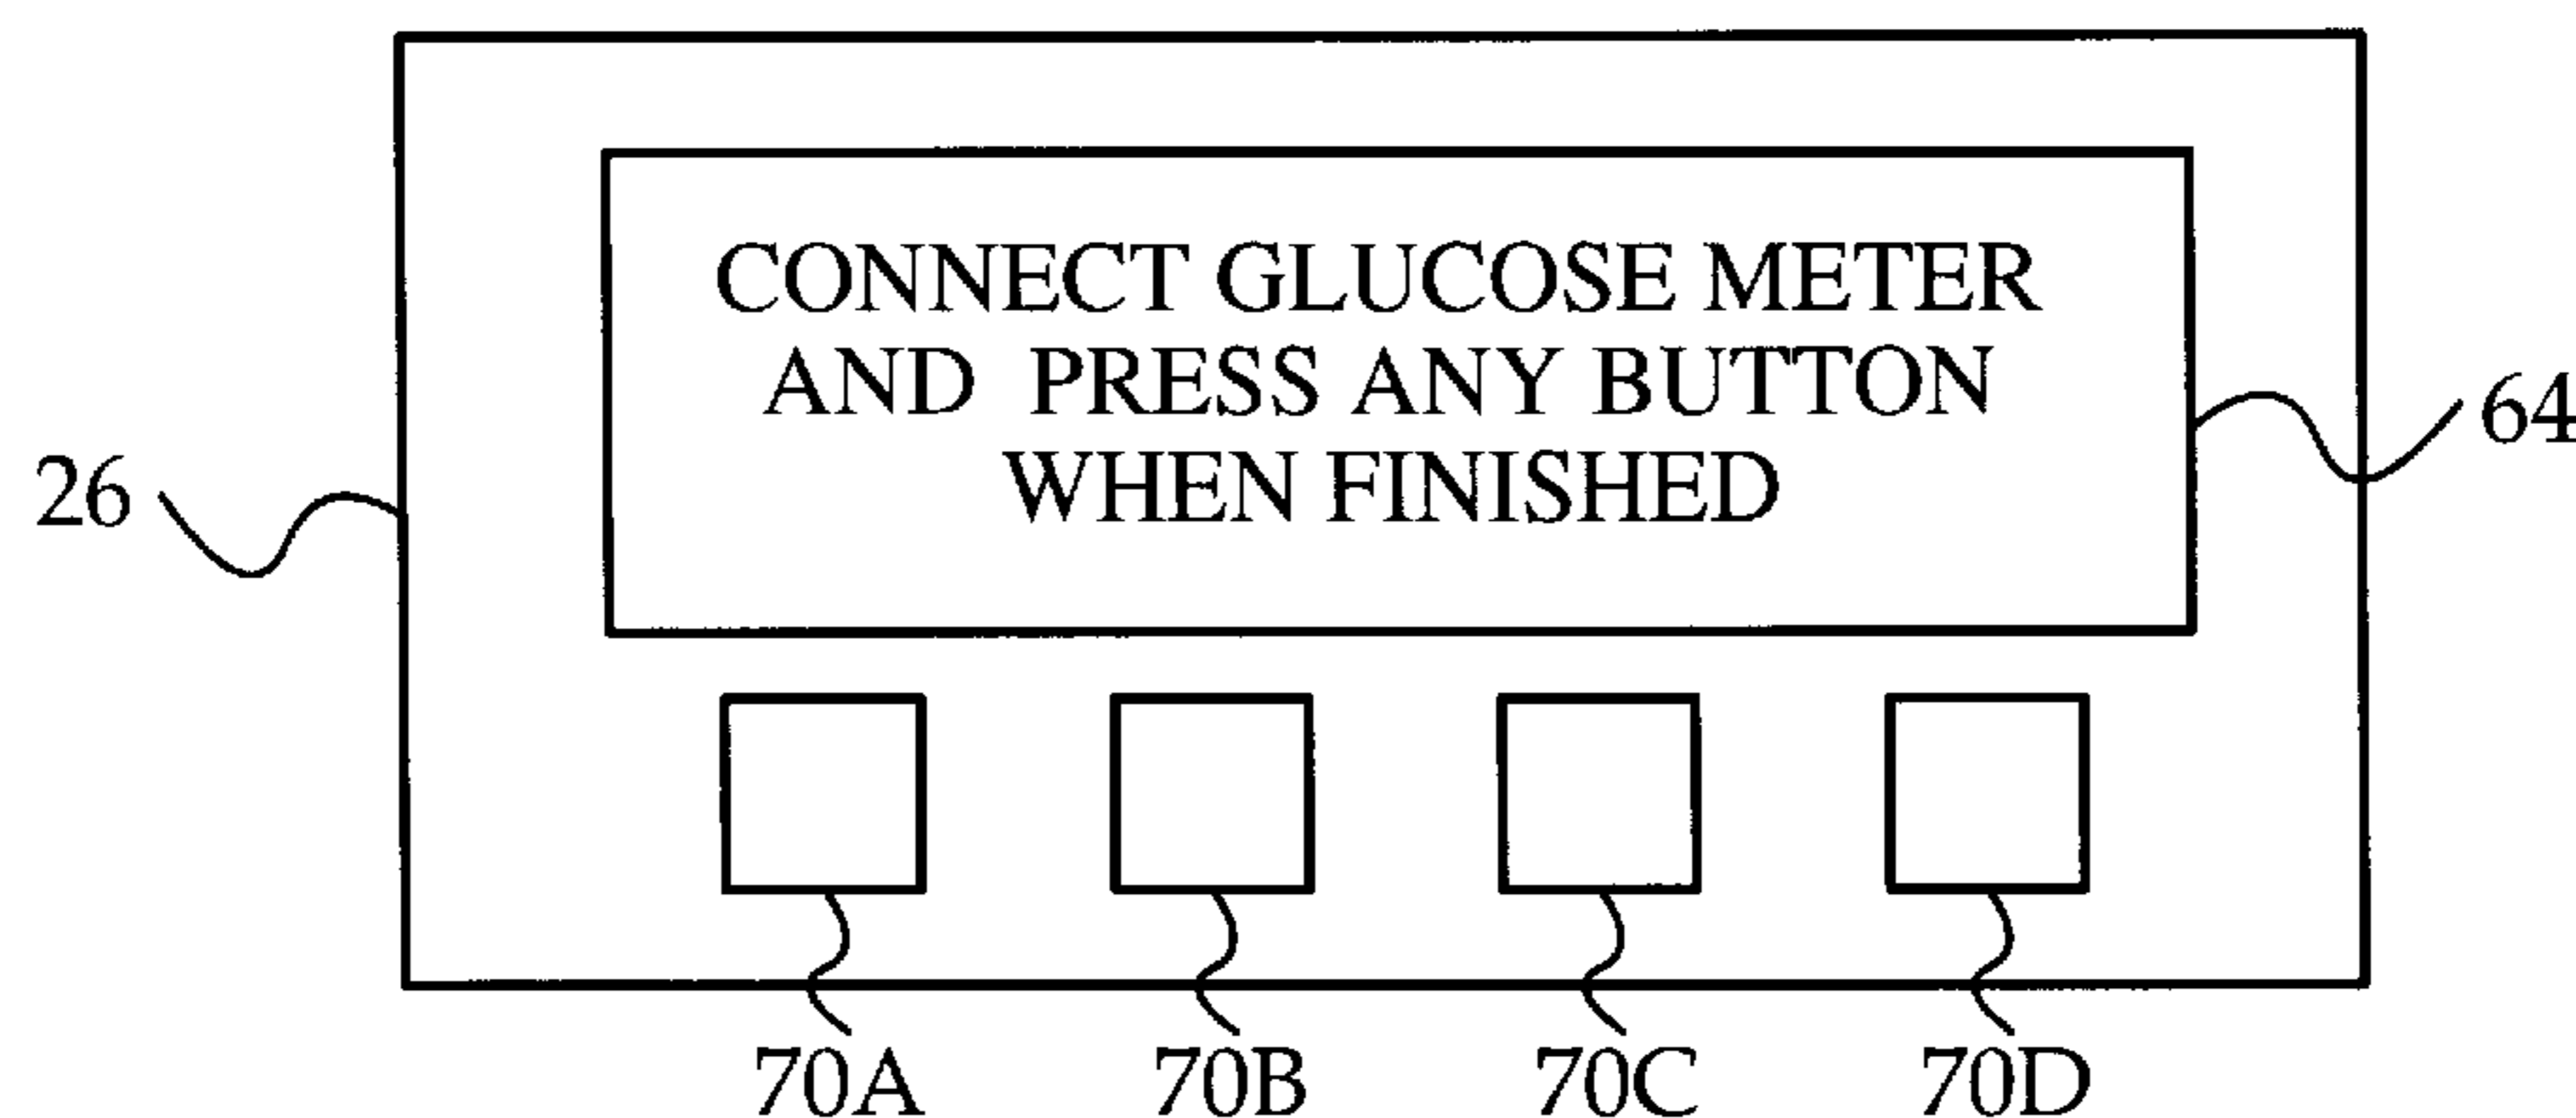 CONNECT GLUCOSE METER
AND PRESS ANY BUTTON
WHEN FINISHED
64
26
70A 70B 70C 70D